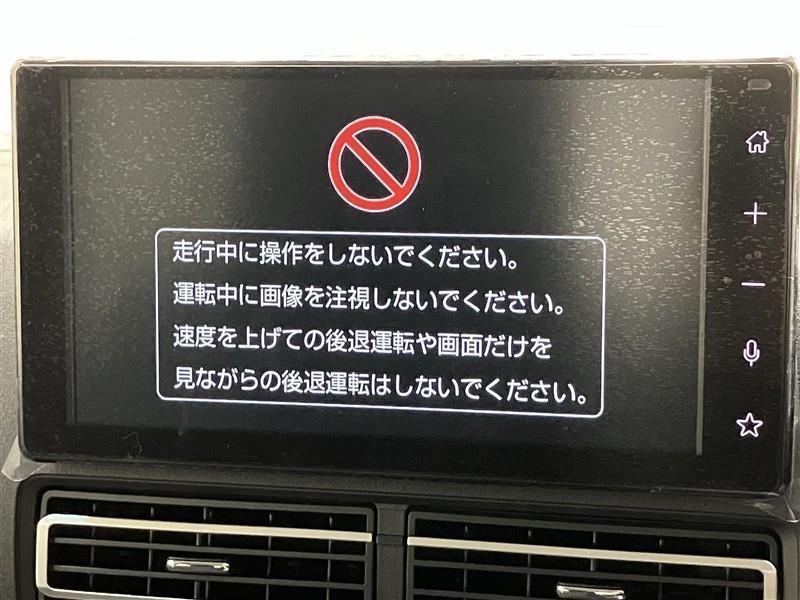 走行中に操作をしないでください。
運転中に画像を注視しないでください。
速度を上げての後退運転や画面だけを
見ながらの後退運転はしないでください。